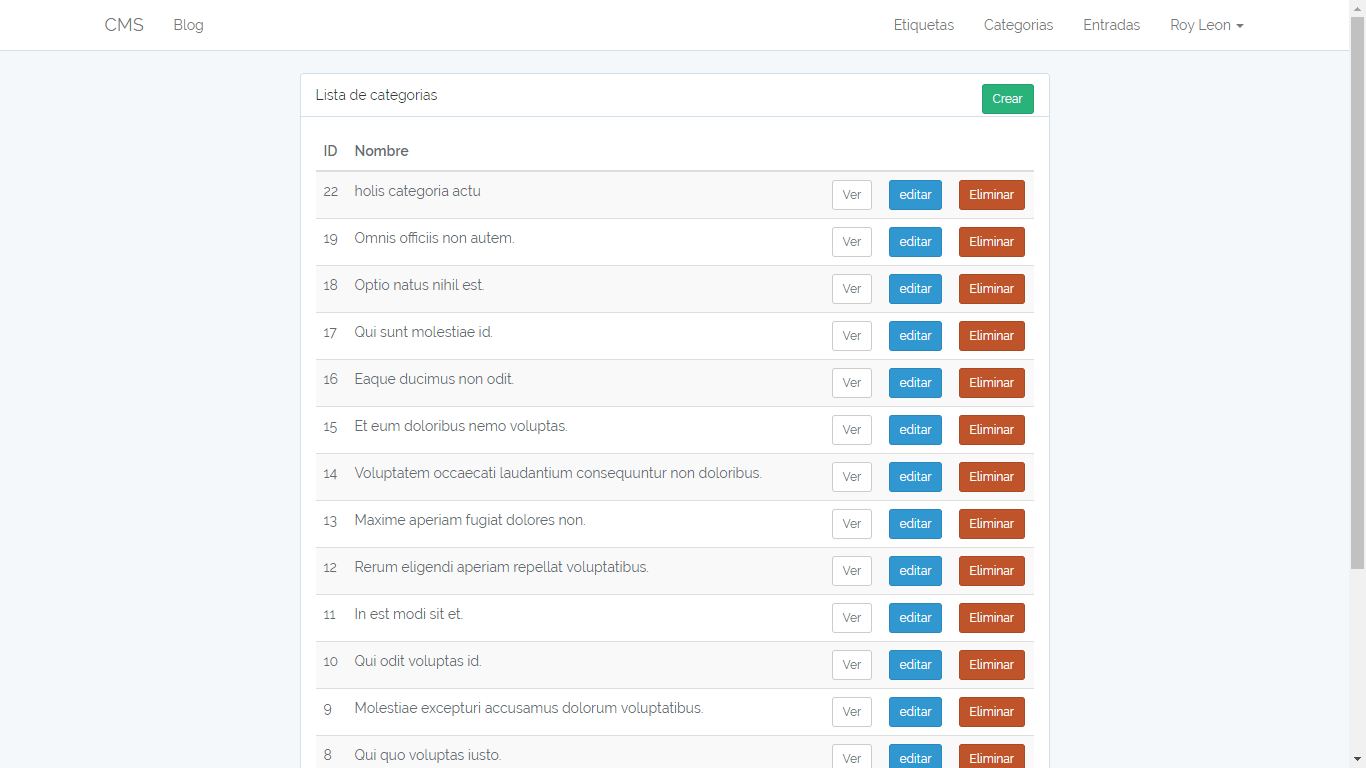 CMS Blog Etiquetas Categorias Entradas Roy Leon
Lista de categorias Crear
ID Nombre
22 holis categoria actu Ver editar Eliminar
19 Omnis officiis non autem. Ver editar Eliminar
18 Optio natus nihil est. Ver editar Eliminar
17 Qui sunt molestiae id. Ver editar Eliminar
16 Eaque ducimus non odit. Ver editar Eliminar
15 Et eum doloribus nemo voluptas. Ver editar Eliminar
14 Voluptatem occaecati laudantium consequuntur non doloribus. Ver editar Eliminar
13 Maxime aperiam fugiat dolores non. Ver editar Eliminar
12 Rerum eligendi aperiam repellat voluptatibus. Ver editar Eliminar
11 In est modi sit et. Ver editar Eliminar
10 Qui odit voluptas id. Ver editar Eliminar
9 Molestiae excepturi accusamus dolorum voluptatibus. Ver editar Eliminar
8 Qui quo voluptas iusto. Ver editar Eliminar